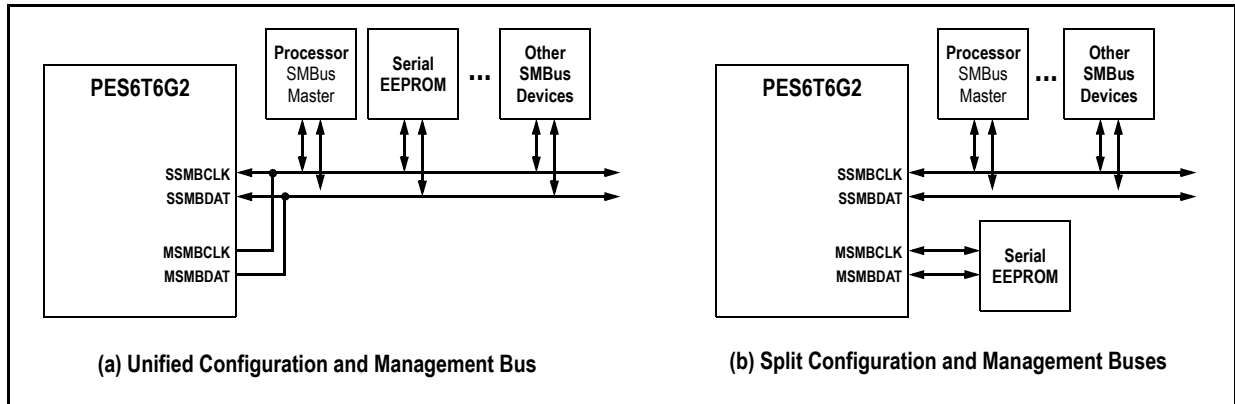 PES6T6G2
Processor
SMBus
Master
Serial
EEPROM
...
Other
SMBus
Devices
SSMBCLK
SSMBDAT
MSMBCLK
MSMBDAT
(a) Unified Configuration and Management Bus
PES6T6G2
Processor
SMBus
Master
...
Other
SMBus
Devices
SSMBCLK
SSMBDAT
MSMBCLK
MSMBDAT
Serial
EEPROM
(b) Split Configuration and Management Buses